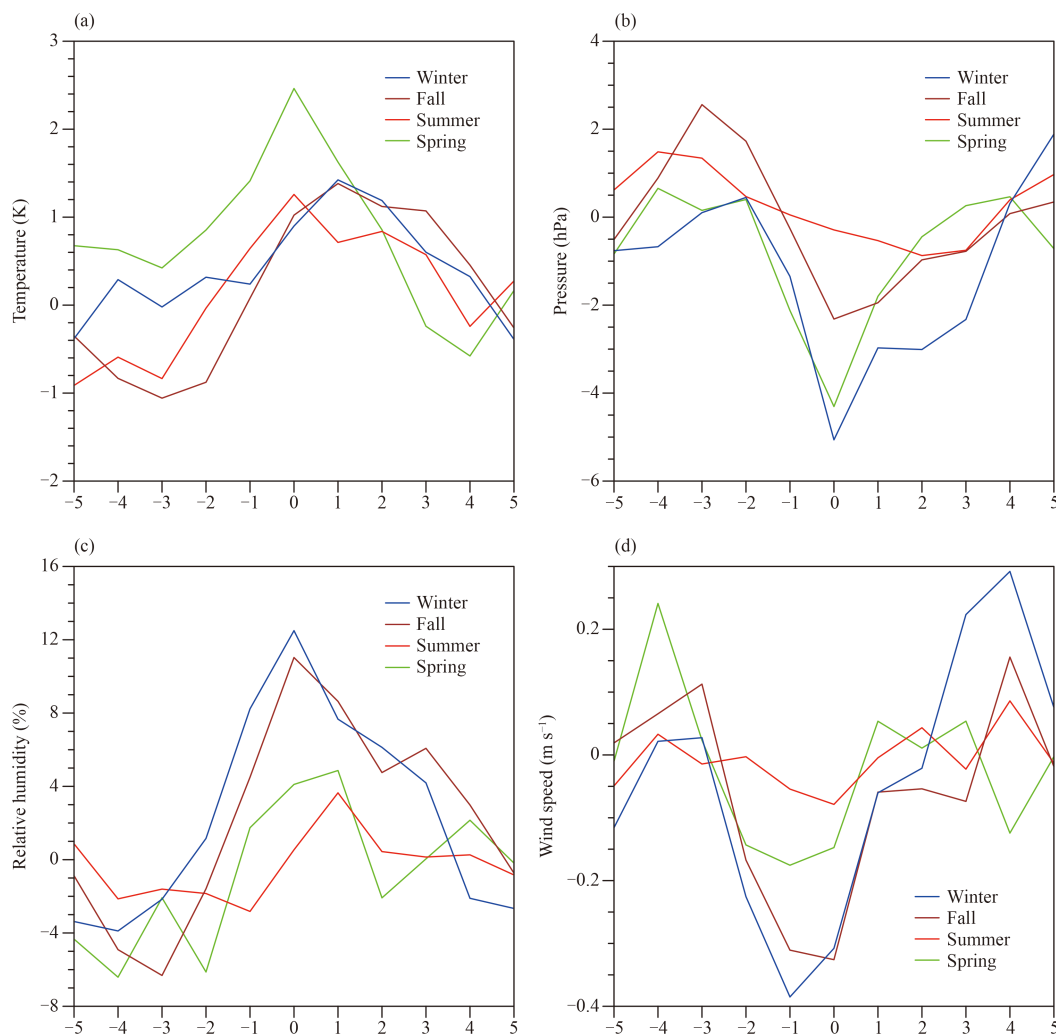 (a)
3
2
1
0
−1
−2
Temperature (K)
Winter
Fall
Summer
Spring
−5 −4 −3 −2 −1 0 1 2 3 4 5
(b)
4
2
0
−2
−4
−6
Pressure (hPa)
Winter
Fall
Summer
Spring
−5 −4 −3 −2 −1 0 1 2 3 4 5
(c)
16
12
8
4
0
−4
−8
Relative humidity (%)
Winter
Fall
Summer
Spring
−5 −4 −3 −2 −1 0 1 2 3 4 5
(d)
0.2
0
−0.2
−0.4
Wind speed (m s⁻¹)
Winter
Fall
Summer
Spring
−5 −4 −3 −2 −1 0 1 2 3 4 5